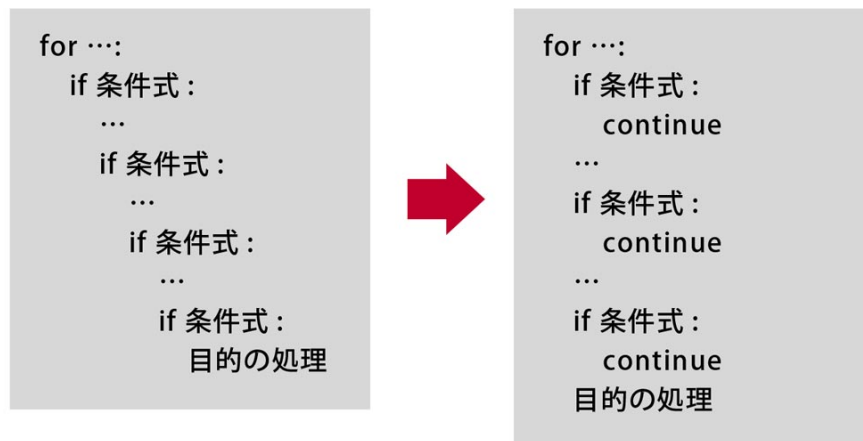 for …:
if 条件式 :
…
if 条件式 :
…
if 条件式 :
…
if 条件式 :
目的の処理
for …:
if 条件式 :
continue
…
if 条件式 :
continue
…
if 条件式 :
continue
目的の処理